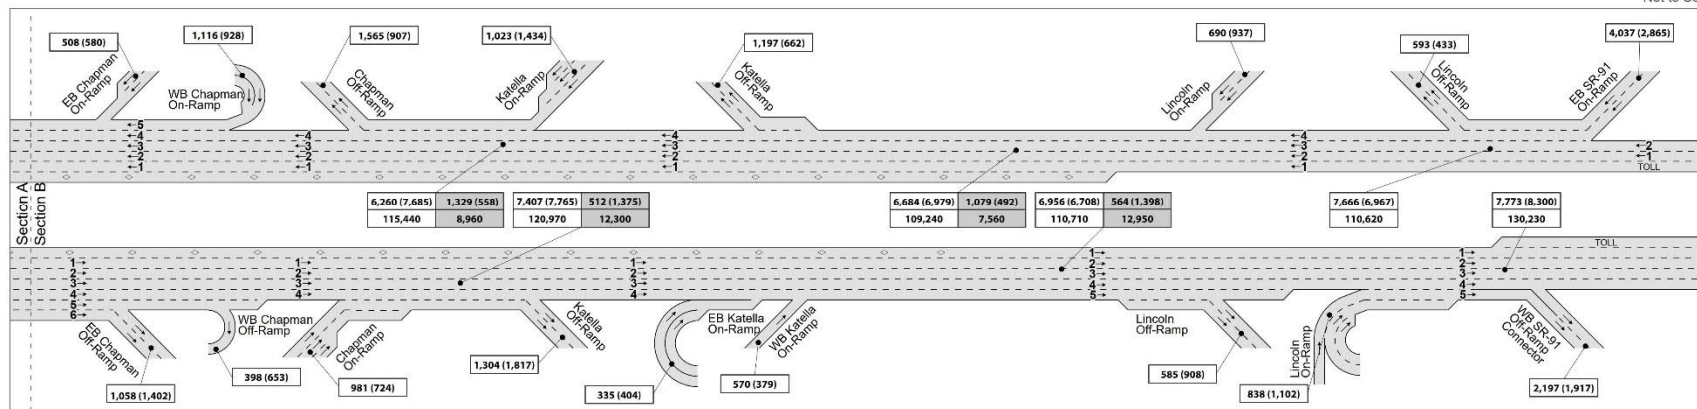 Not to Sc
508 (580)
1,116 (928)
1,565 (907)
1,023 (1,434)
1,197 (662)
690 (937)
593 (433)
4,037 (2,865)
EB Chapman
On-Ramp
WB Chapman
On-Ramp
Chapman
Off-Ramp
Katella
On-Ramp
Katella
Off-Ramp
Lincoln
On-Ramp
Lincoln
Off-Ramp
EB SR-91
On-Ramp
5
4
3
2
1
4
3
2
1
4
3
2
1
4
3
2
1
2
1
TOLL
Section A
Section B
6,260 (7,685) 1,329 (558)
115,440 8,960
7,407 (7,765) 512 (1,375)
120,970 12,300
6,684 (6,979) 1,079 (492)
109,240 7,560
6,956 (6,708) 564 (1,398)
110,710 12,950
7,666 (6,967)
110,620
7,773 (8,300)
130,230
TOLL
1
2
3
4
5
6
1
2
3
4
1
2
3
4
1
2
3
4
5
1
2
3
4
5
EB Chapman
Off-Ramp
WB Chapman
Off-Ramp
Chapman
On-Ramp
Katella
Off-Ramp
EB Katella
On-Ramp
WB Katella
On-Ramp
Lincoln
Off-Ramp
Lincoln
On-Ramp
WB SR-91
Off-Ramp
Connector
1,058 (1,402)
398 (653)
981 (724)
1,304 (1,817)
335 (404)
570 (379)
585 (908)
838 (1,102)
2,197 (1,917)